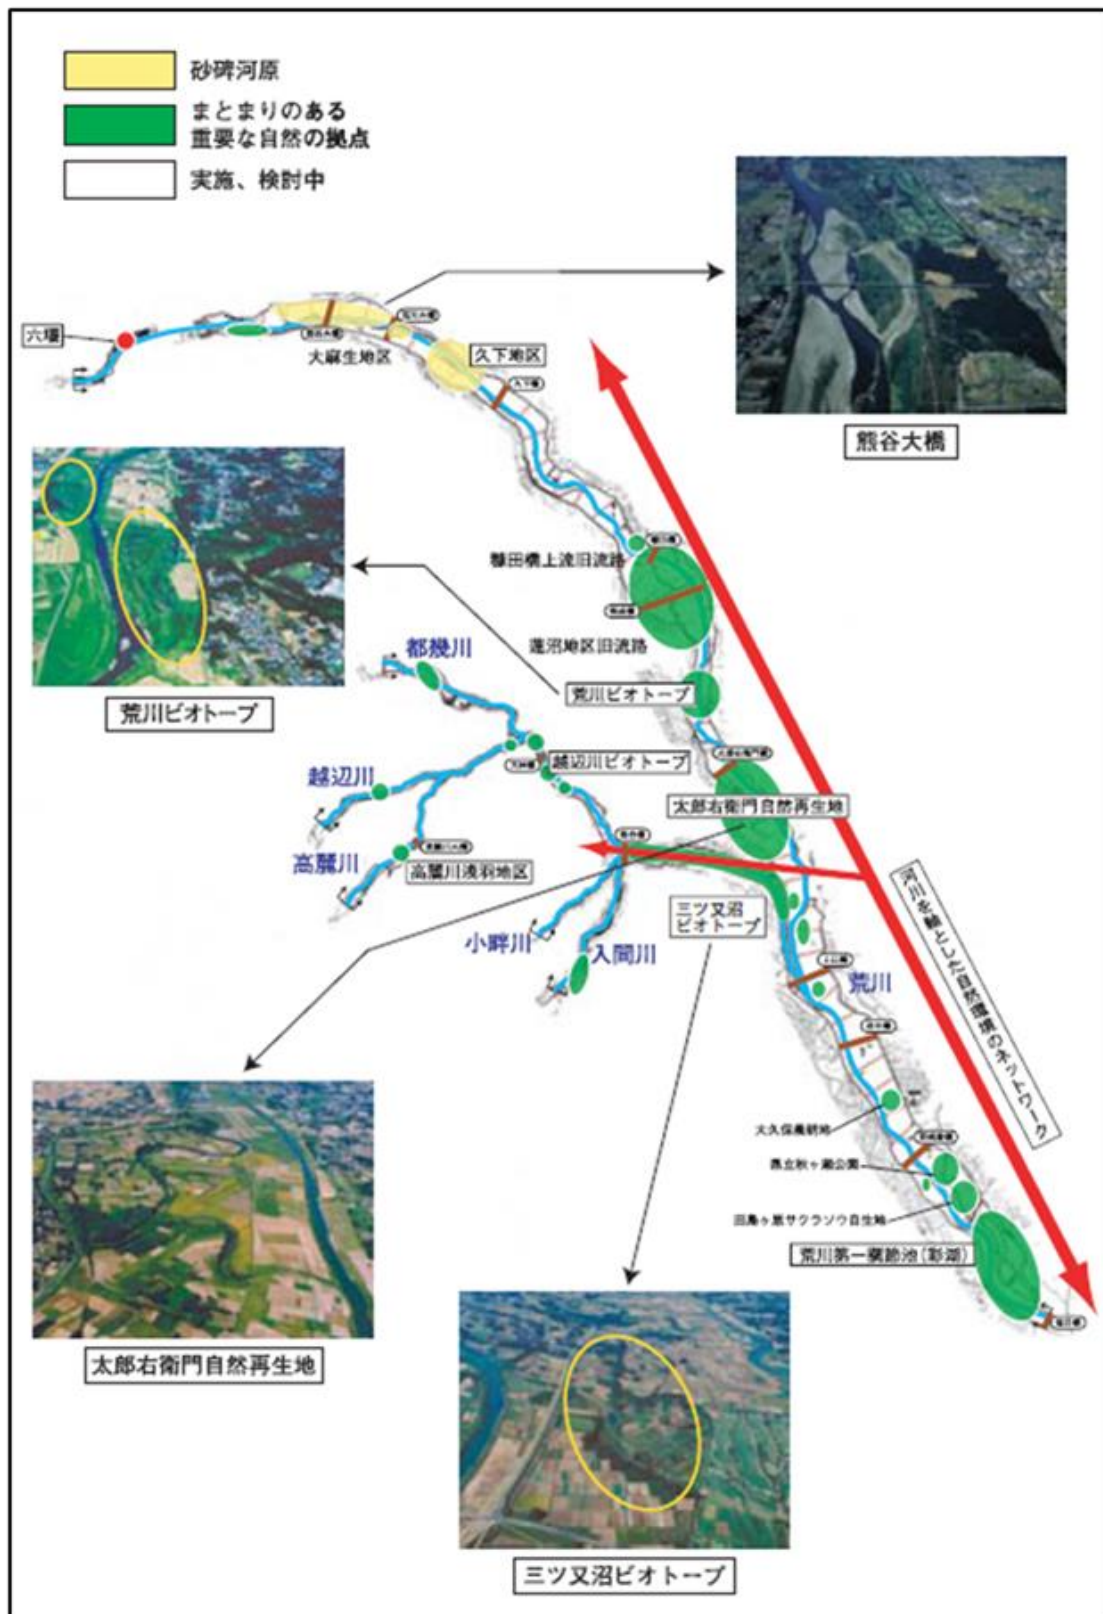 砂礫河原
まとまりのある
重要な自然の拠点
実施、検討中
六堰
大麻生地区
久下地区
久下橋
熊谷大橋
糠田橋上流旧流路
蓮沼地区旧流路
都幾川
荒川ビオトープ
荒川ビオトープ
越辺川ビオトープ
越辺川
太郎右衛門自然再生地
高麗川
高麗川浅羽地区
三ツ又沼
ビオトープ
小畔川
入間川
荒川
河川を軸とした自然環境のネットワーク
大久保農耕地
県立秋ヶ瀬公園
田島ヶ原サクラソウ自生地
荒川第一調節池(彩湖)
太郎右衛門自然再生地
三ツ又沼ビオトープ